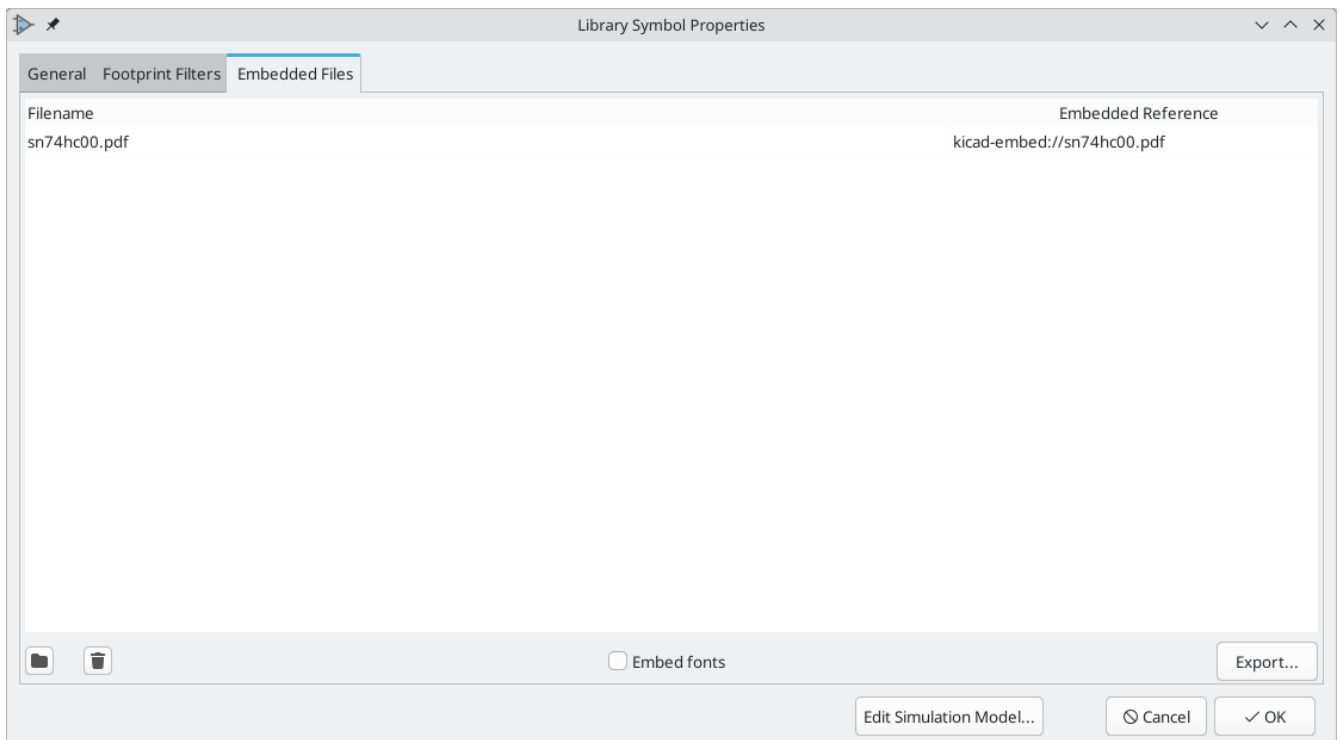 Library Symbol Properties
General Footprint Filters Embedded Files
Filename Embedded Reference
sn74hc00.pdf kicad-embed://sn74hc00.pdf
Embed fonts Export...
Edit Simulation Model... Cancel OK